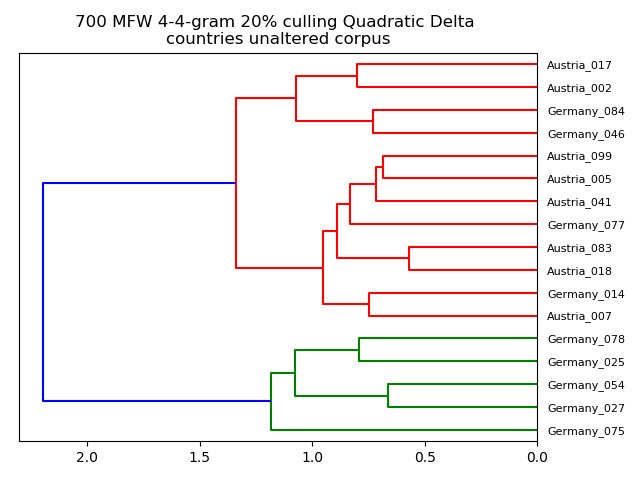 700 MFW 4-4-gram 20% culling Quadratic Delta
countries unaltered corpus
Austria_017
Austria_002
Germany_084
Germany_046
Austria_099
Austria_005
Austria_041
Germany_077
Austria_083
Austria_018
Germany_014
Austria_007
Germany_078
Germany_025
Germany_054
Germany_027
Germany_075
2.0 1.5 1.0 0.5 0.0